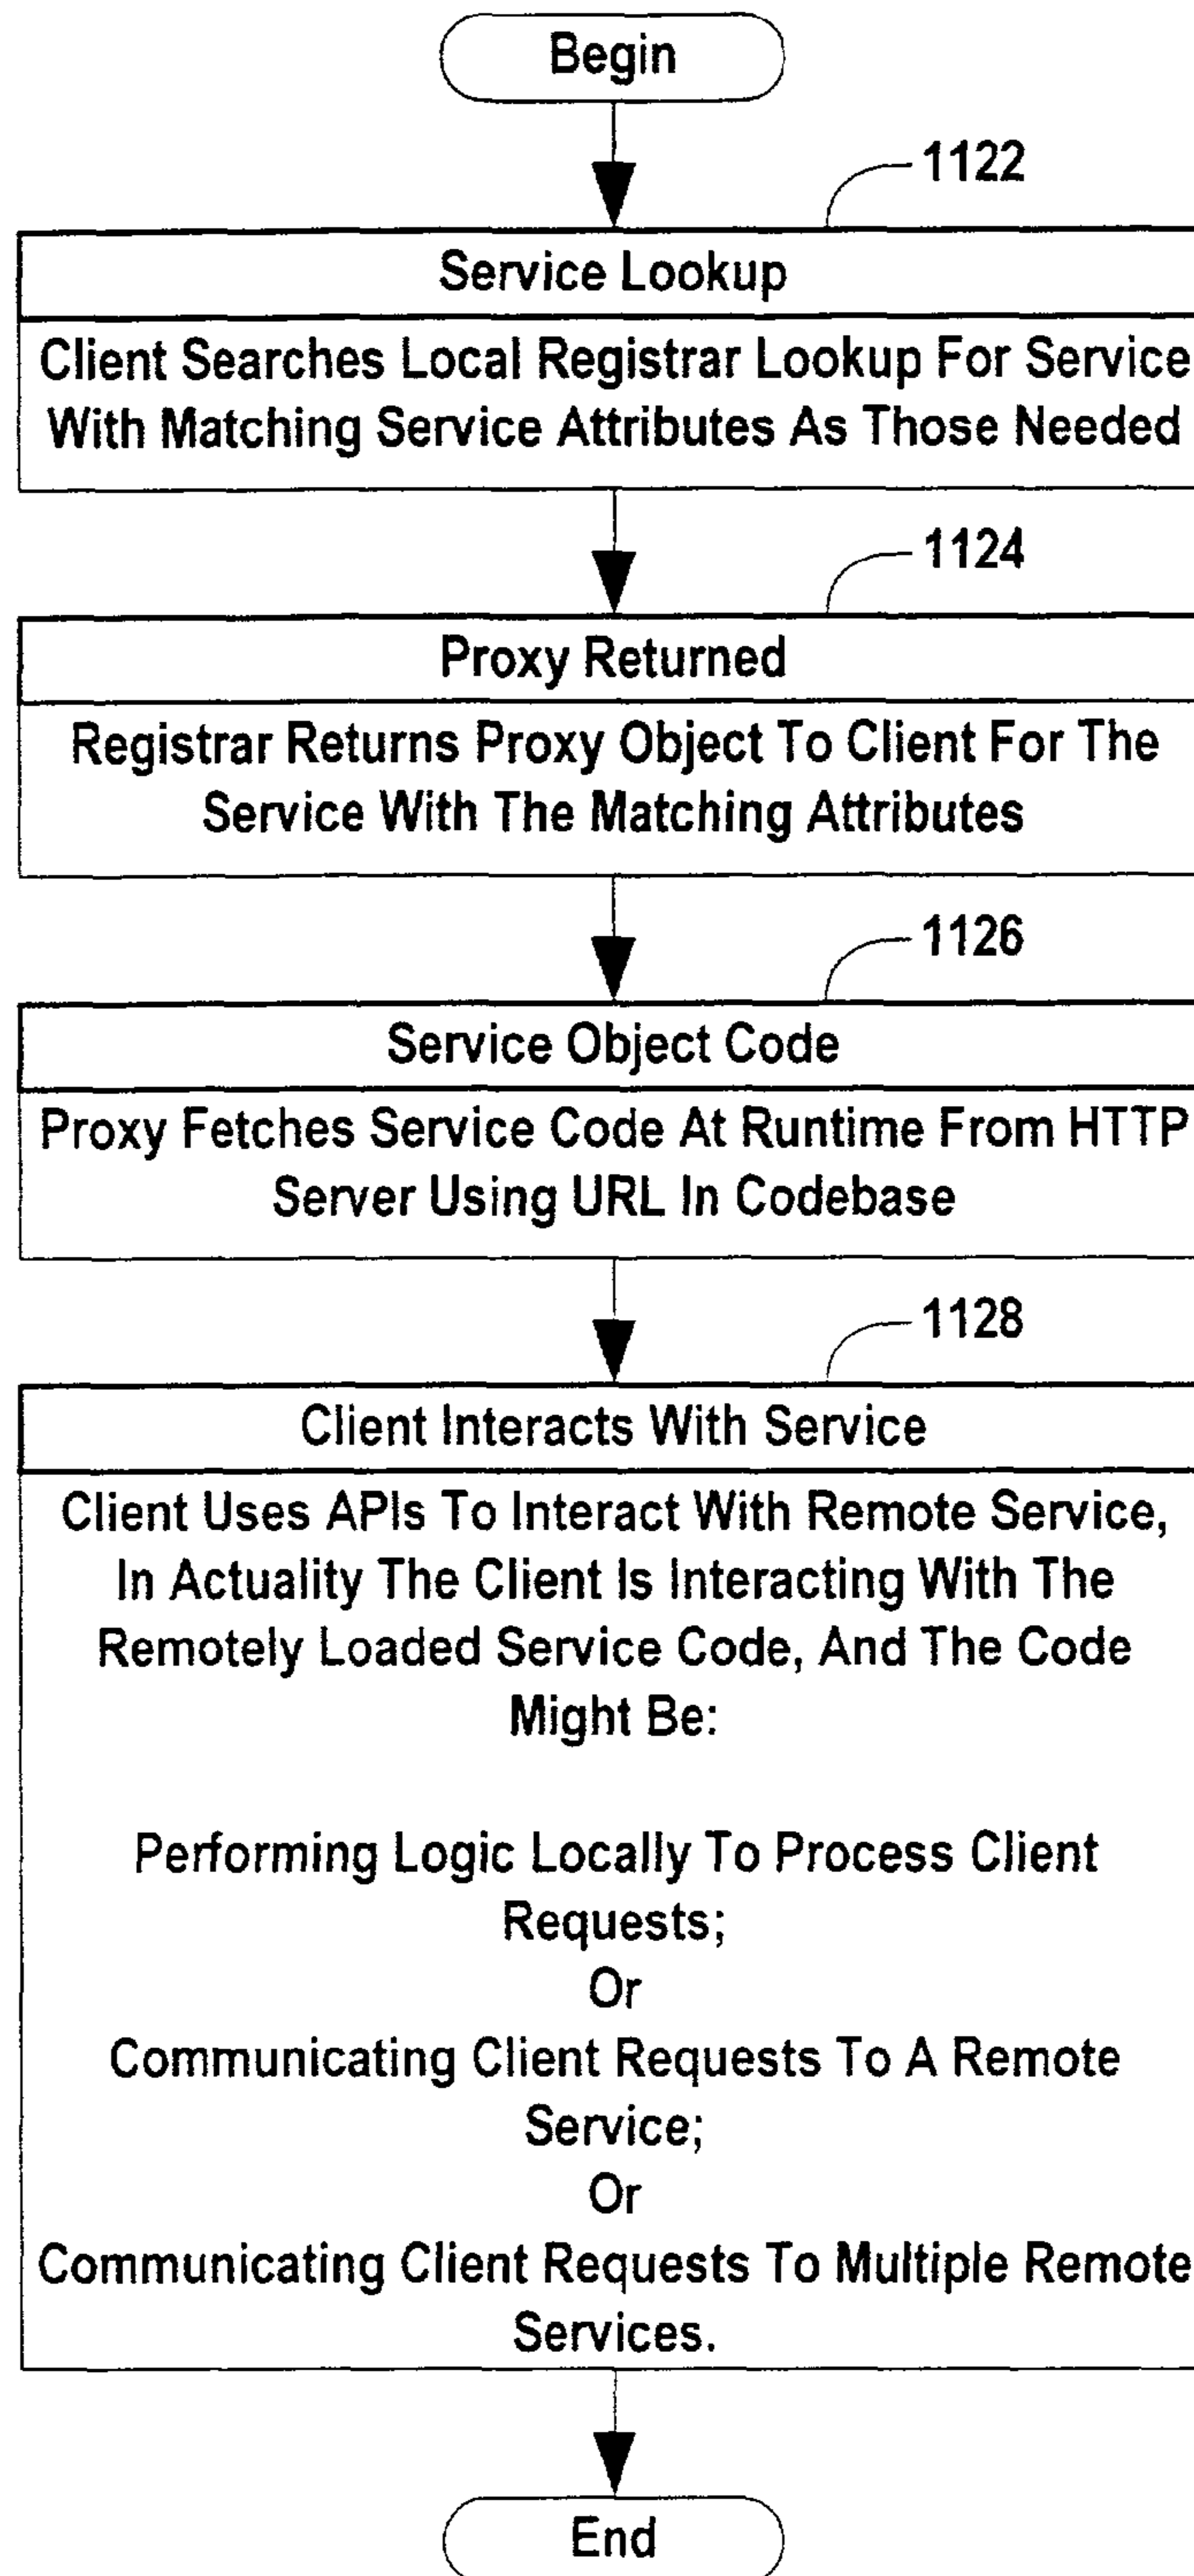 Begin
1122
Service Lookup
Client Searches Local Registrar Lookup For Service
With Matching Service Attributes As Those Needed
1124
Proxy Returned
Registrar Returns Proxy Object To Client For The
Service With The Matching Attributes
1126
Service Object Code
Proxy Fetches Service Code At Runtime From HTTP
Server Using URL In Codebase
1128
Client Interacts With Service
Client Uses APIs To Interact With Remote Service,
In Actuality The Client Is Interacting With The
Remotely Loaded Service Code, And The Code
Might Be:
Performing Logic Locally To Process Client
Requests;
Or
Communicating Client Requests To A Remote
Service;
Or
Communicating Client Requests To Multiple Remote
Services.
End